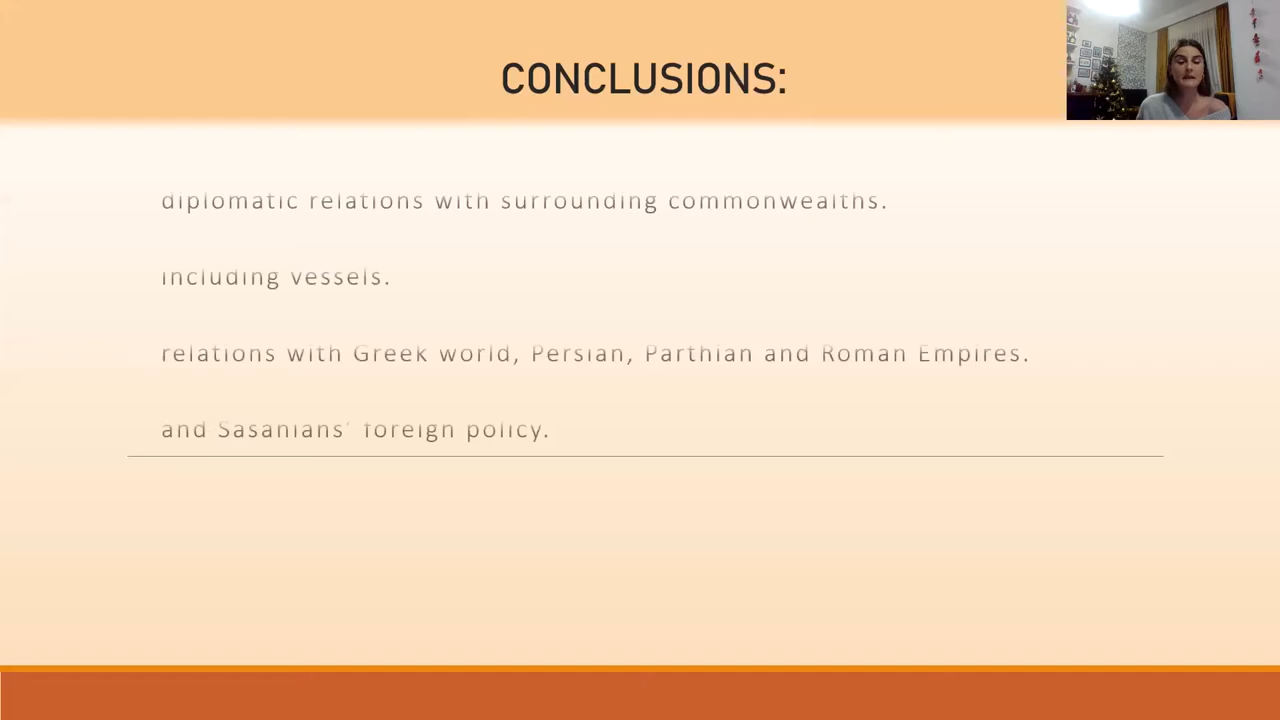 CONCLUSIONS:
diplomatic relations with surrounding commonwealths.
including vessels.
relations with Greek world, Persian, Parthian and Roman Empires.
and Sasanians' foreign policy.